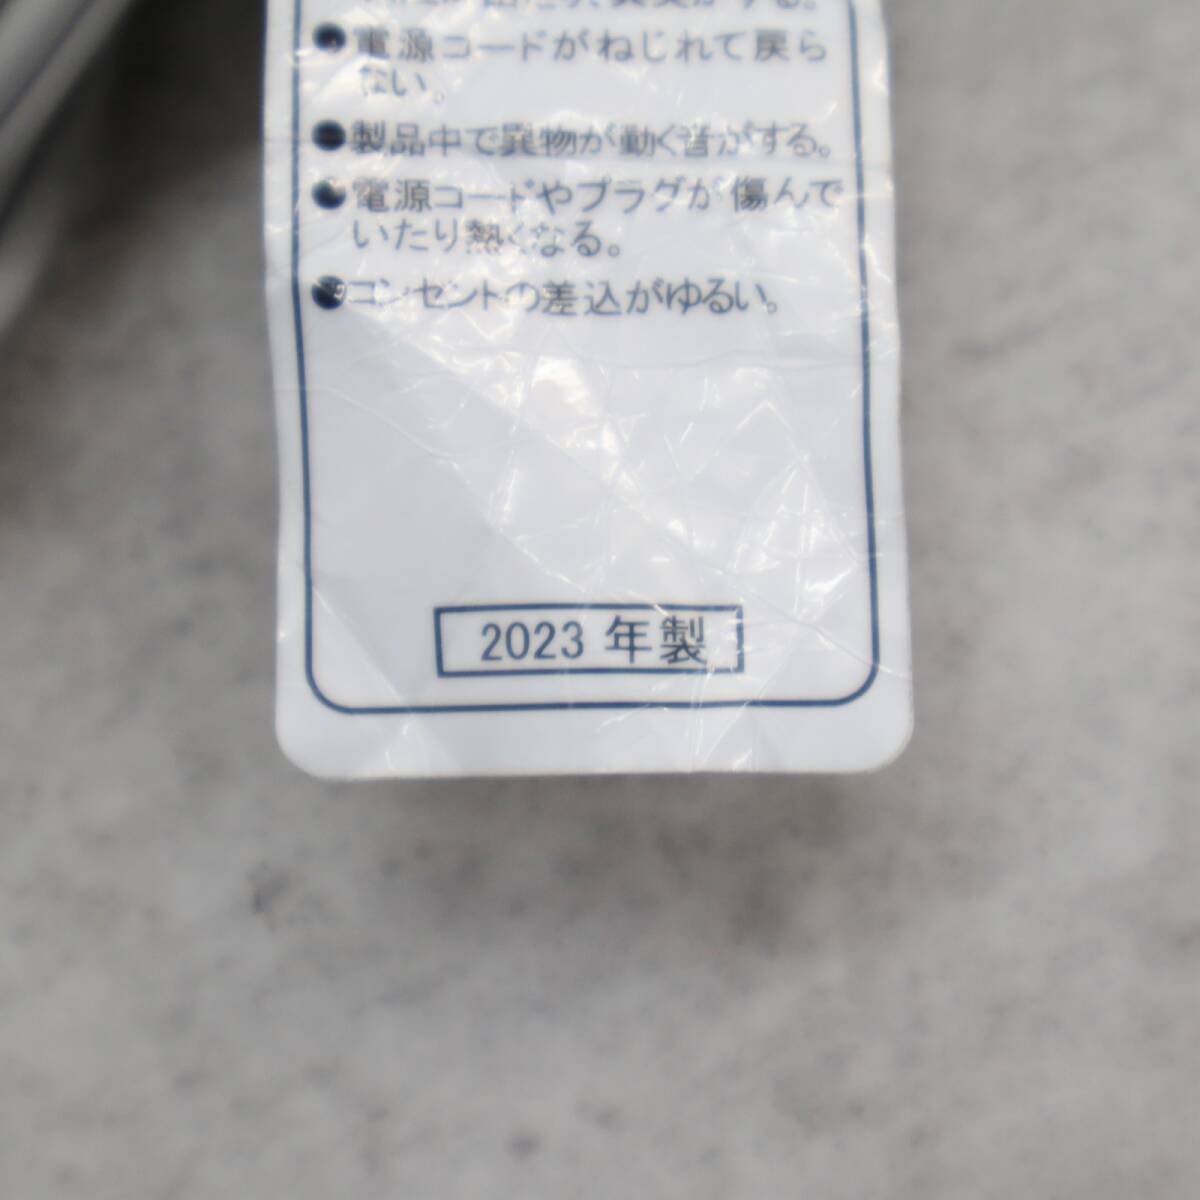 がする。
●電源コードがねじれて戻ら
ない。
●製品中で異物が動く音がする。
●電源コードやプラグが傷んで
いたり熱くなる。
●コンセントの差込がゆるい。
2023 年製